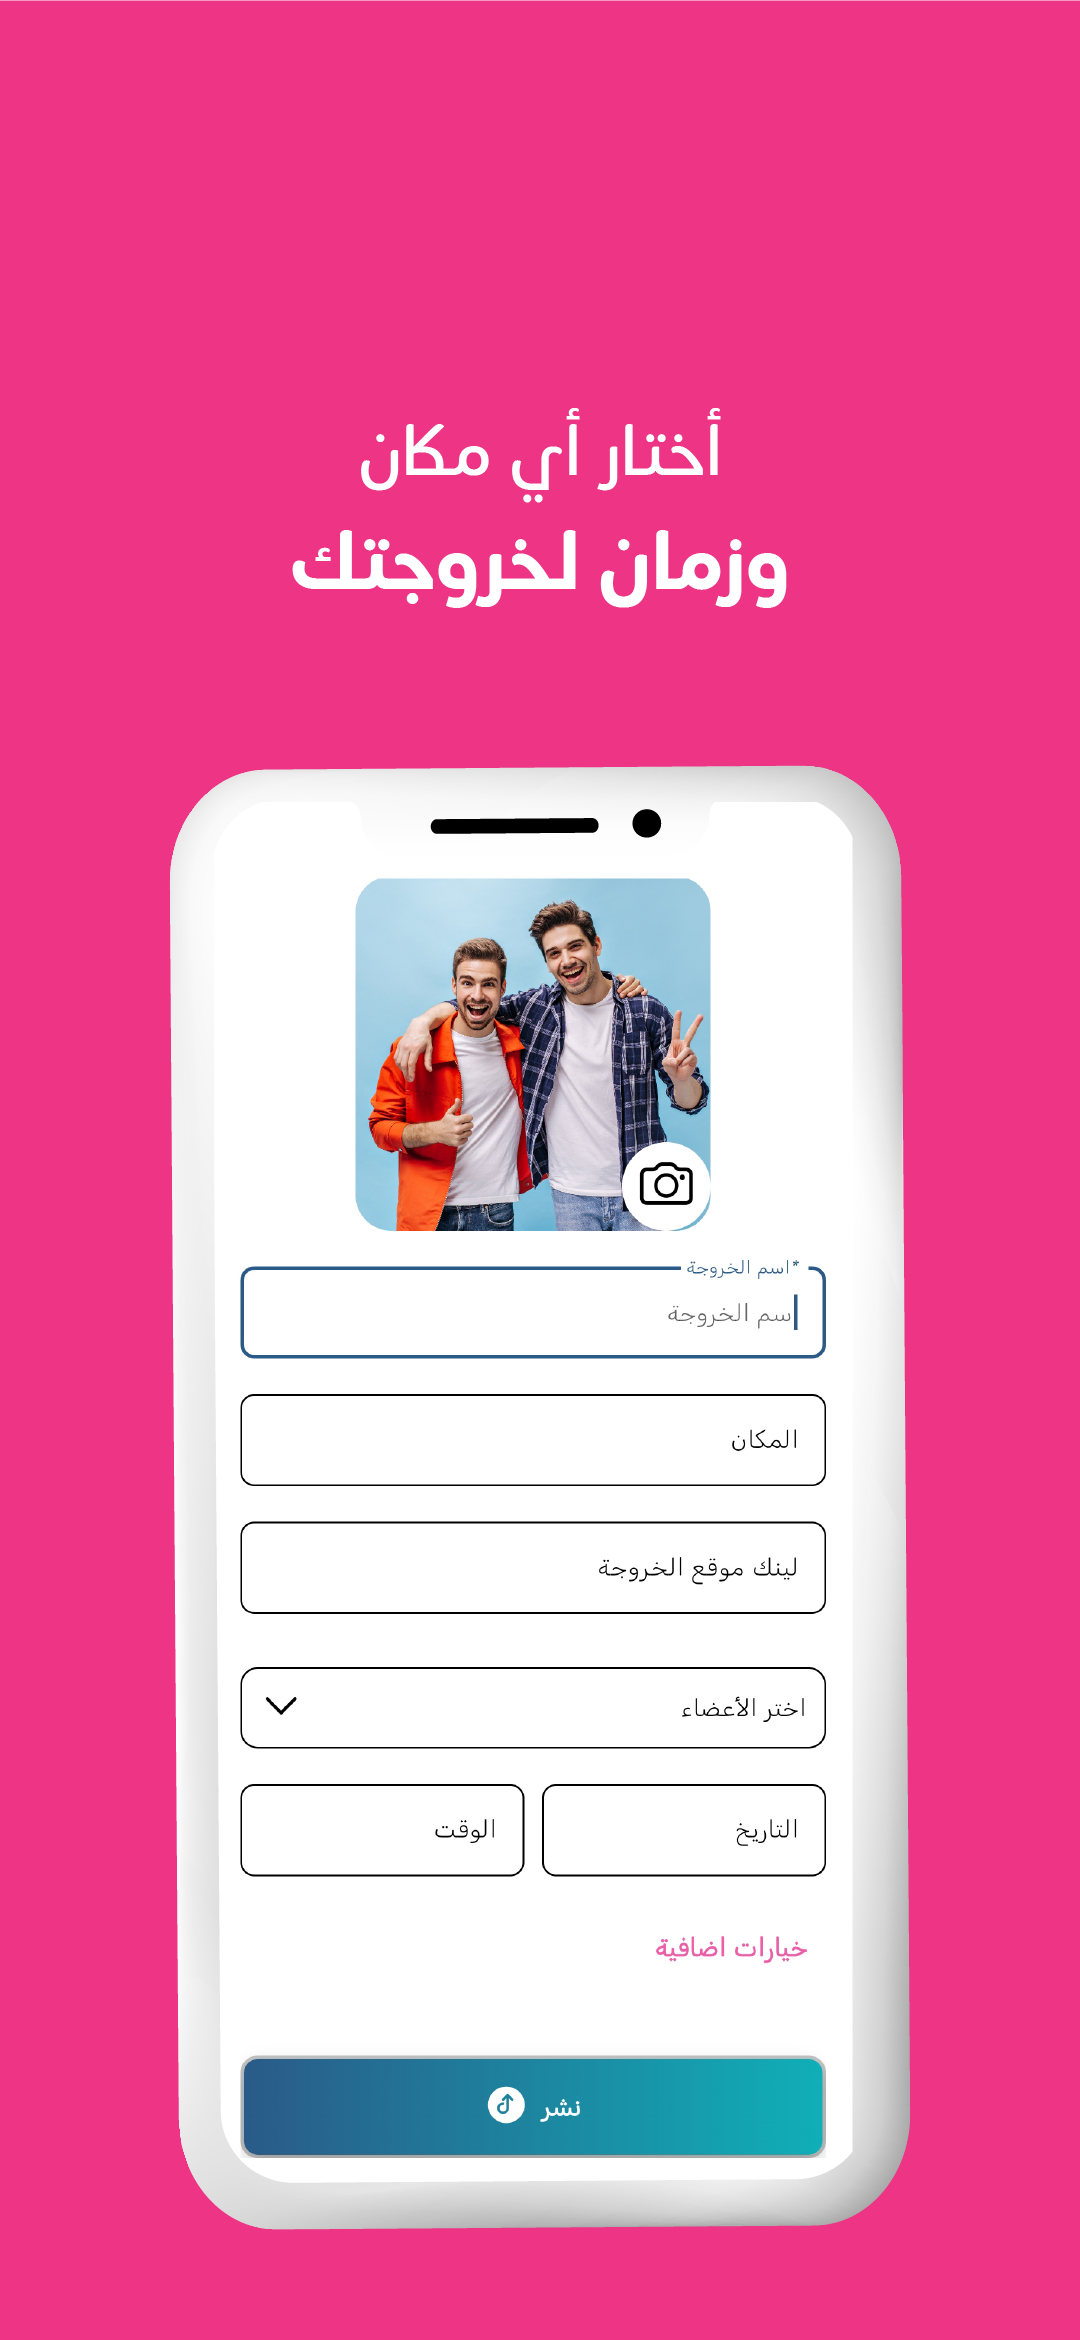 أختار أي مكان
وزمان لخروجتك
اسم الخروجة*
سم الخروجة
المكان
لينك موقع الخروجة
اختر الأعضاء
التاريخ
الوقت
خيارات اضافية
نشر